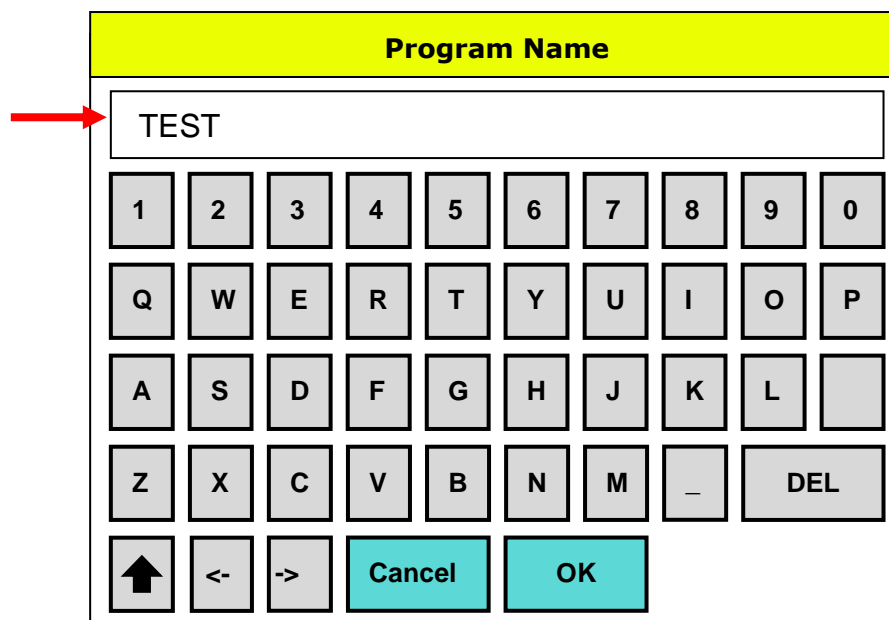 Program Name
TEST
1 2 3 4 5 6 7 8 9 0
Q W E R T Y U I O P
A S D F G H J K L
Z X C V B N M _ DEL
<- -> Cancel OK